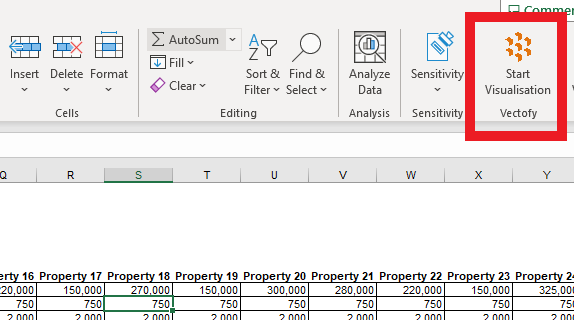 Comme
Insert
Delete
Format
AutoSum
Fill
Clear
Sort &
Filter
Find &
Select
Analyze
Data
Sensitivity
Start
Visualisation
Cells
Editing
Analysis
Sensitivity
Vectofy
Q R S T U V W X Y
erty 16 Property 17 Property 18 Property 19 Property 20 Property 21 Property 22 Property 23 Property 24
220,000 150,000 270,000 150,000 300,000 280,000 220,000 150,000 325,000
750 750 750 750 750 750 750 750 750
2,000 2,000 2,000 2,000 2,000 2,000 2,000 2,000 2,000